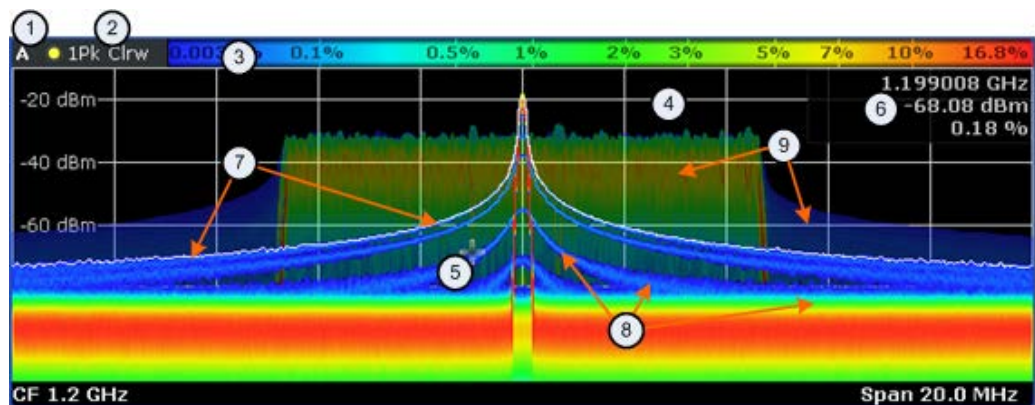 1
2
A 1Pk Clrw 3 0.1% 0.5% 1% 2% 3% 5% 7% 10% 16.8%
1.199008 GHz
-20 dBm 4 6 -68.08 dBm
0.18 %
7 9
-40 dBm
-60 dBm
5
8
CF 1.2 GHz Span 20.0 MHz